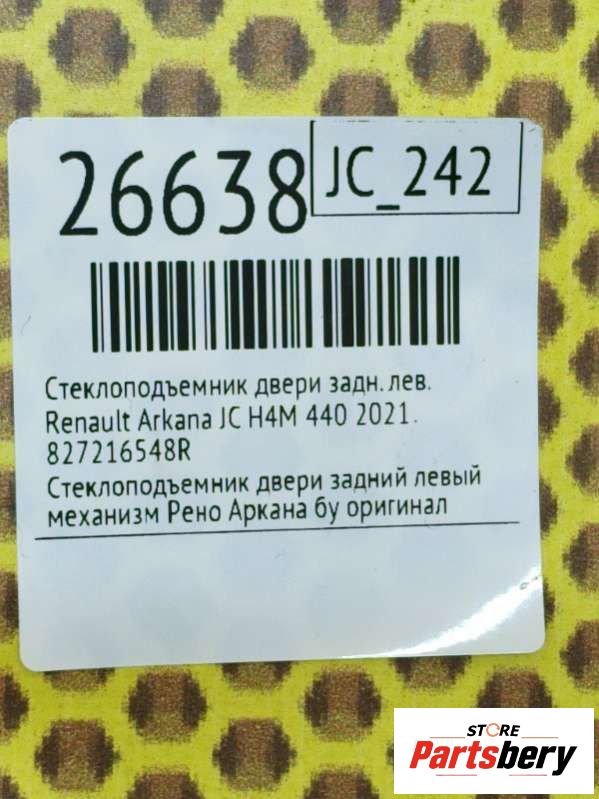 26638
JC_242
Стеклоподъемник двери задн. лев.
Renault Arkana JC H4M 440 2021.
827216548R
Стеклоподъемник двери задний левый
механизм Рено Аркана бу оригинал
STORE
Partsbery